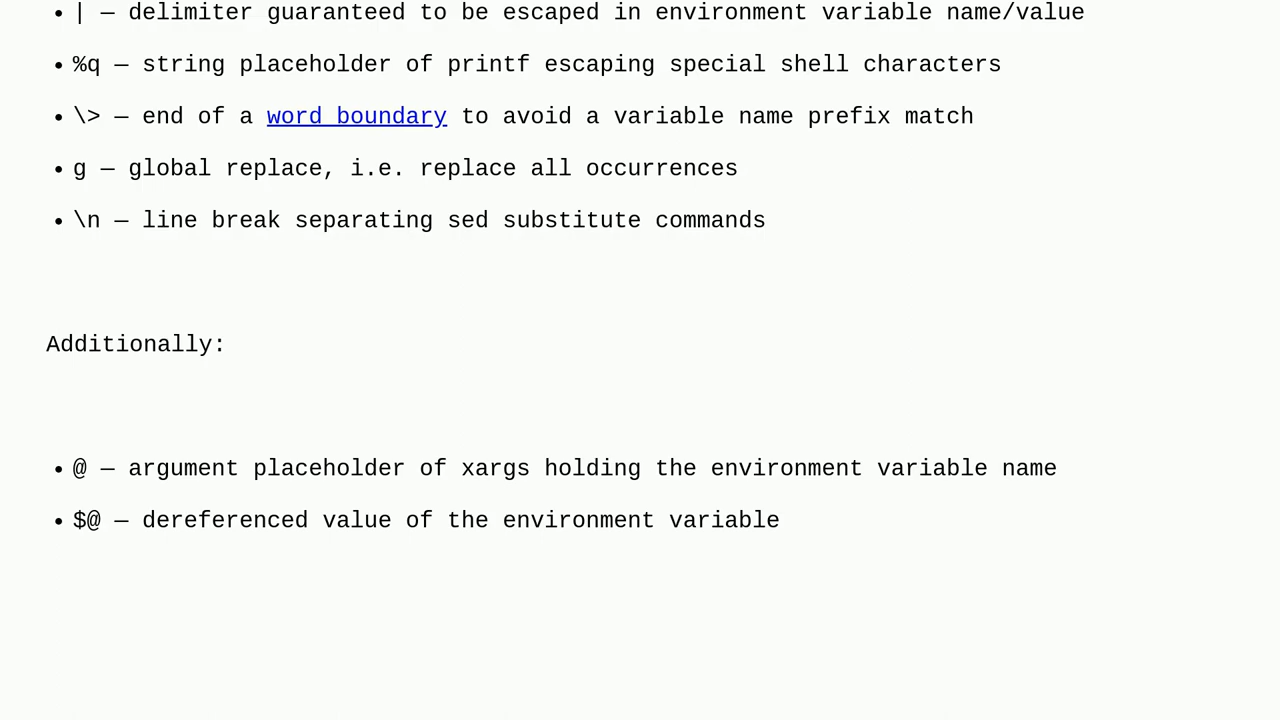 • | — delimiter guaranteed to be escaped in environment variable name/value
• %q — string placeholder of printf escaping special shell characters
• \> — end of a word boundary to avoid a variable name prefix match
• g — global replace, i.e. replace all occurrences
• \n — line break separating sed substitute commands
Additionally:
• @ — argument placeholder of xargs holding the environment variable name
• $@ — dereferenced value of the environment variable